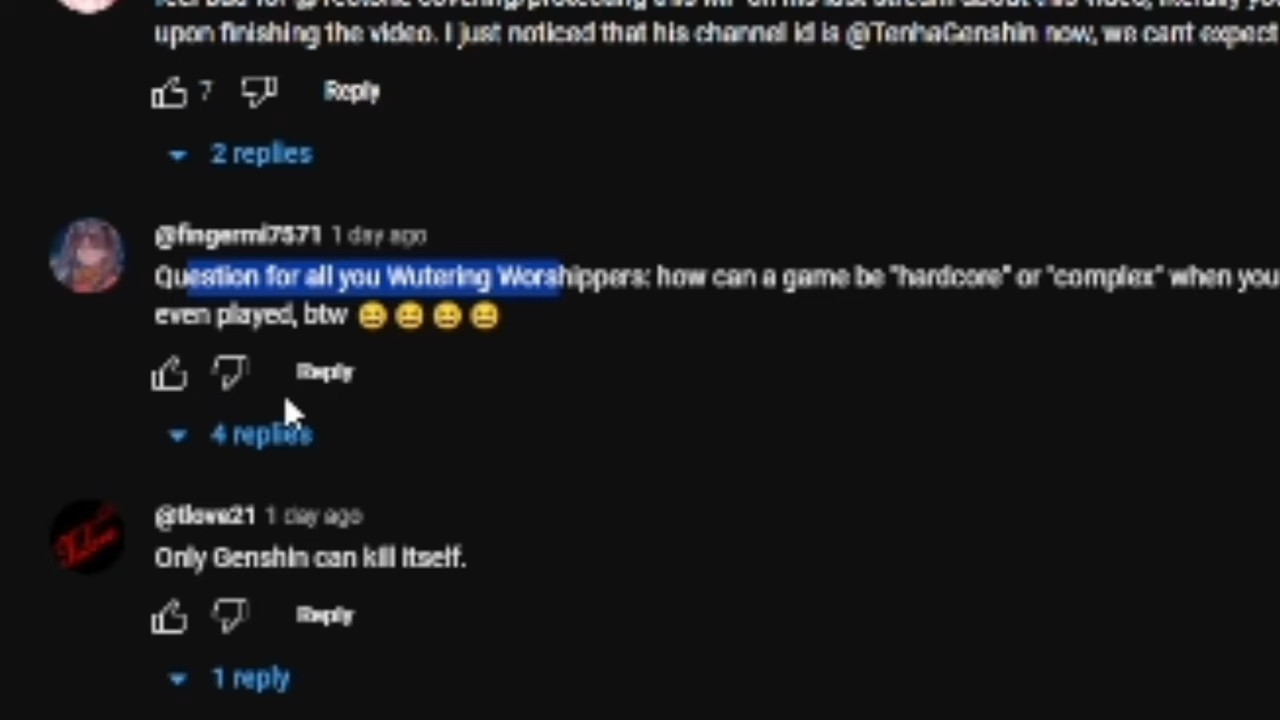 upon finishing the video. I just noticed that his channel id is @TenhaGenshin now, we cant expect
7 Reply
2 replies
@fingermi7571 1 day ago
Question for all you Wutering Worshippers: how can a game be "hardcore" or "complex" when you
even played, btw 😑 😑 😑 😑
Reply
4 replies
@tlove21 1 day ago
Only Genshin can kill itself.
Reply
1 reply